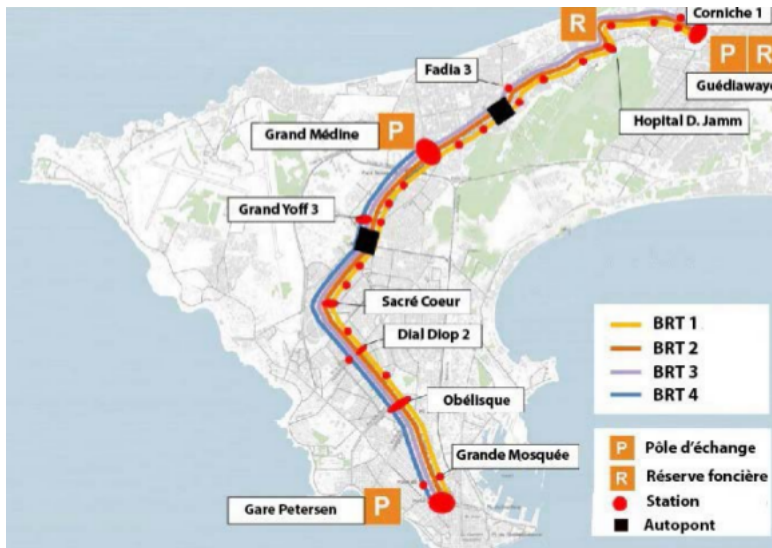 R
Corniche 1
P R
Guédiawaye
Fadia 3
Hopital D. Jamm
Grand Médine
P
Grand Yoff 3
Sacré Coeur
Dial Diop 2
Obélisque
Grande Mosquée
Gare Petersen
P
BRT 1
BRT 2
BRT 3
BRT 4
P Pôle d'échange
R Réserve foncière
Station
Autopont